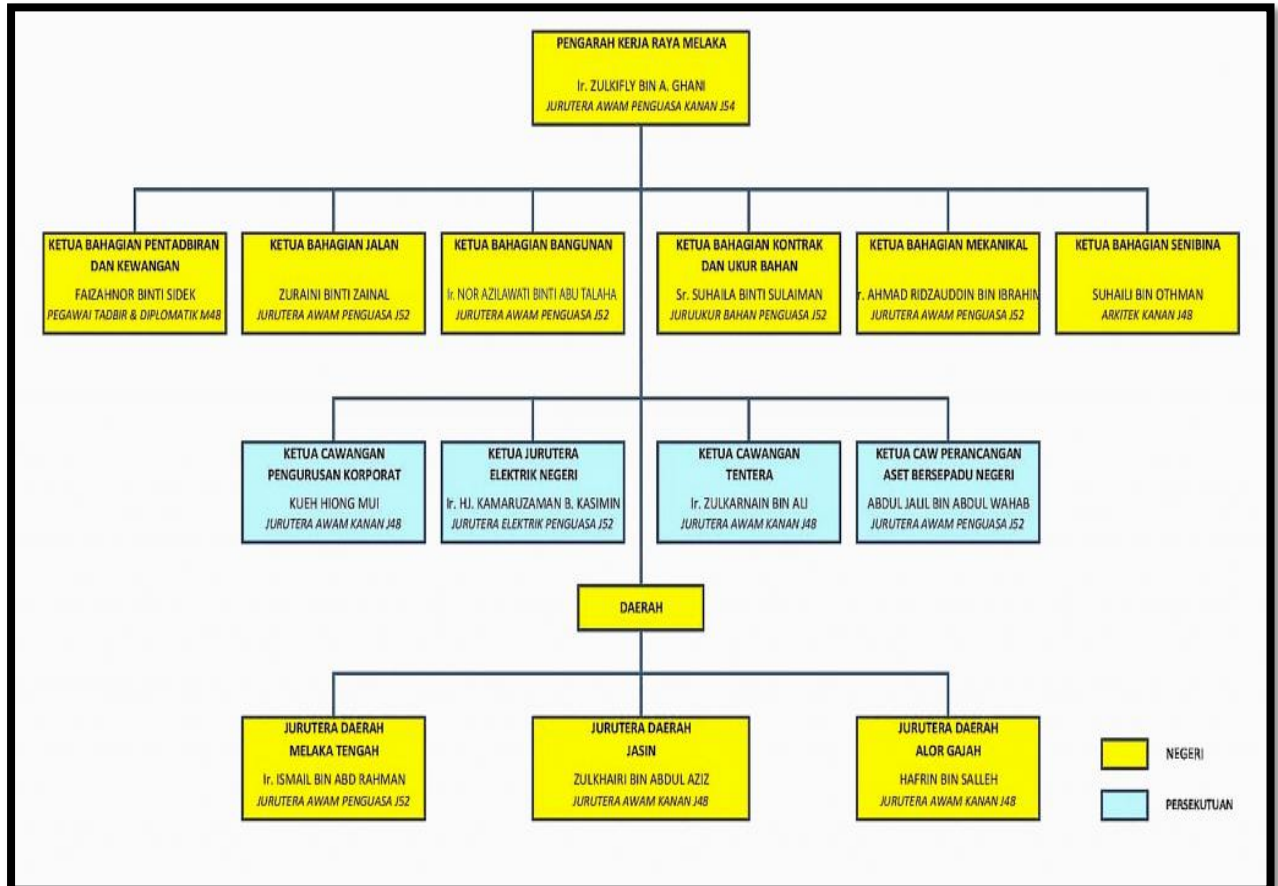 PENGARAH KERJA RAYA MELAKA
Ir. ZULKIFLY BIN A. GHANI
JURUTERA AWAM PENGUASA KANAN J54
KETUA BAHAGIAN PENTADBIRAN
DAN KEWANGAN
FAIZAHNOR BINTI SIDEK
PEGAWAI TADBIR & DIPLOMATIK M48
KETUA BAHAGIAN JALAN
ZURAINI BINTI ZAINAL
JURUTERA AWAM PENGUASA J52
KETUA BAHAGIAN BANGUNAN
Ir. NOR AZILAWATI BINTI ABU TALAHA
JURUTERA AWAM PENGUASA J52
KETUA BAHAGIAN KONTRAK
DAN UKUR BAHAN
Sr. SUHAILA BINTI SULAIMAN
JURUUKUR BAHAN PENGUASA J52
KETUA BAHAGIAN MEKANIKAL
r. AHMAD RIDZAUDDIN BIN IBRAHIN
JURUTERA AWAM PENGUASA J52
KETUA BAHAGIAN SENIBINA
SUHAILI BIN OTHMAN
ARKITEK KANAN J48
KETUA CAWANGAN
PENGURUSAN KORPORAT
KUEH HIONG MUI
JURUTERA AWAM KANAN J48
KETUA JURUTERA
ELEKTRIK NEGERI
Ir. HJ. KAMARUZAMAN B. KASIMIN
JURUTERA ELEKTRIK PENGUASA J52
KETUA CAWANGAN
TENTERA
Ir. ZULKARNAIN BIN ALI
JURUTERA AWAM KANAN J48
KETUA CAW PERANCANGAN
ASET BERSEPADU NEGERI
ABDUL JALIL BIN ABDUL WAHAB
JURUTERA AWAM PENGUASA J52
DAERAH
JURUTERA DAERAH
MELAKA TENGAH
Ir. ISMAIL BIN ABD RAHMAN
JURUTERA AWAM PENGUASA J52
JURUTERA DAERAH
JASIN
ZULKHAIRI BIN ABDUL AZIZ
JURUTERA AWAM KANAN J48
JURUTERA DAERAH
ALOR GAJAH
HAFRIN BIN SALLEH
JURUTERA AWAM KANAN J48
NEGERI
PERSEKUTUAN